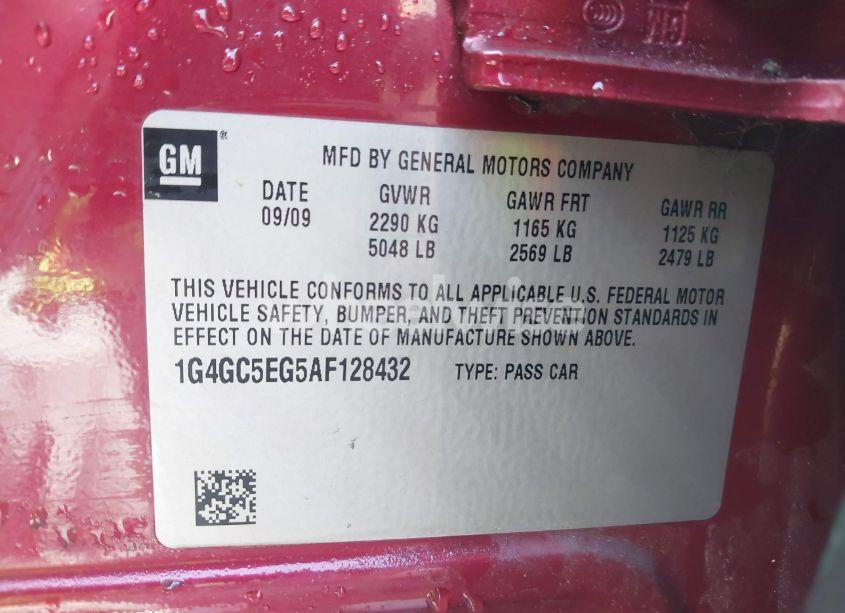 GM
MFD BY GENERAL MOTORS COMPANY
DATE GVWR GAWR FRT GAWR RR
09/09 2290 KG 1165 KG 1125 KG
5048 LB 2569 LB 2479 LB
THIS VEHICLE CONFORMS TO ALL APPLICABLE U.S. FEDERAL MOTOR
VEHICLE SAFETY, BUMPER, AND THEFT PREVENTION STANDARDS IN
EFFECT ON THE DATE OF MANUFACTURE SHOWN ABOVE.
1G4GC5EG5AF128432 TYPE: PASS CAR